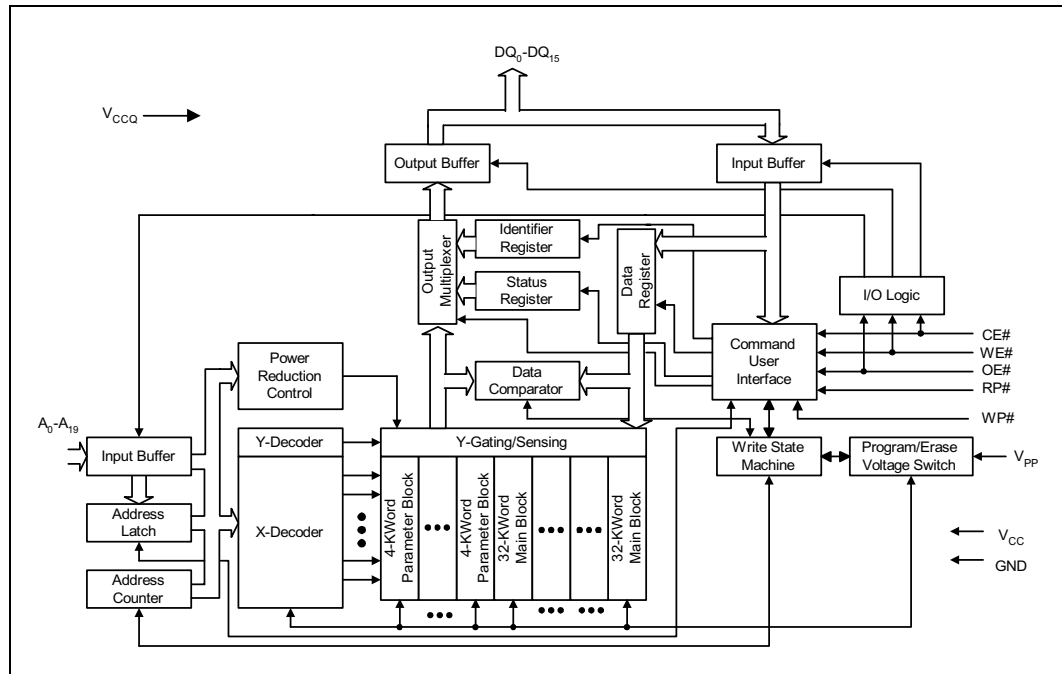 DQ0-DQ15
VCCQ
Output Buffer
Input Buffer
Output
Multiplexer
Identifier
Register
Status
Register
Data
Register
I/O Logic
Command
User
Interface
CE#
WE#
OE#
RP#
WP#
Power
Reduction
Control
Data
Comparator
A0-A19
Input Buffer
Y-Decoder
Y-Gating/Sensing
Write State
Machine
Program/Erase
Voltage Switch
VPP
Address
Latch
X-Decoder
4-KWord
Parameter Block
4-KWord
Parameter Block
32-KWord
Main Block
32-KWord
Main Block
VCC
GND
Address
Counter